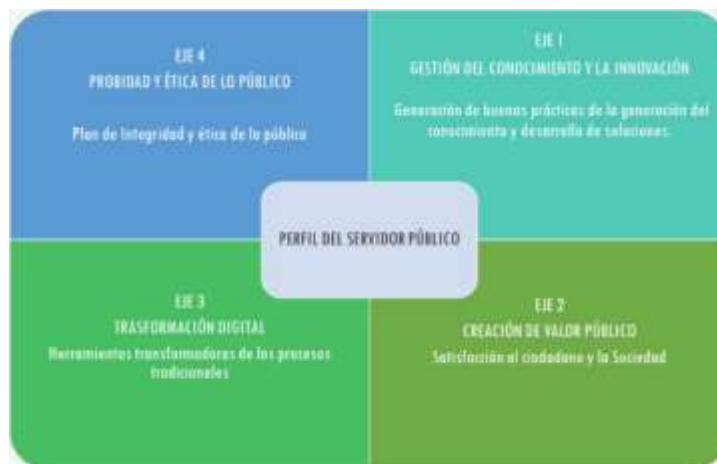 EJE 4
PROBIDAD Y ÉTICA DE LO PÚBLICO
Plan de Integridad y ética de lo público
EJE 1
GESTIÓN DEL CONOCIMIENTO Y LA INNOVACIÓN
Generación de buenas prácticas de la generación del
conocimiento y desarrollo de soluciones.
PERFIL DEL SERVIDOR PÚBLICO
EJE 3
TRASFORMACIÓN DIGITAL
Herramientas transformadoras de los procesos
tradicionales
EJE 2
CREACIÓN DE VALOR PÚBLICO
Satisfacción al ciudadano y la Sociedad